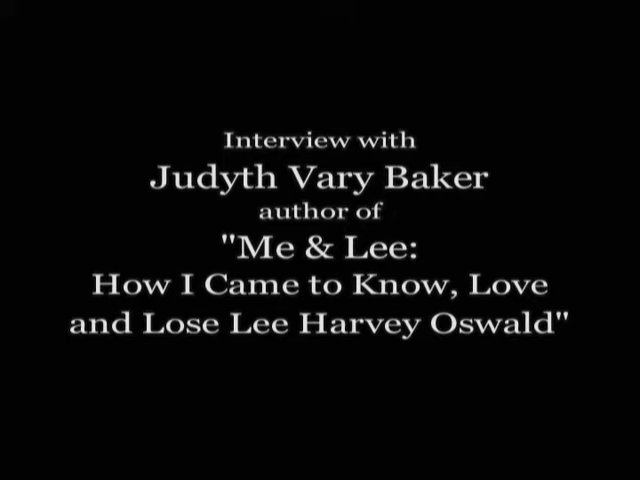 Interview with
Judyth Vary Baker
author of
"Me & Lee:
How I Came to Know, Love
and Lose Lee Harvey Oswald"